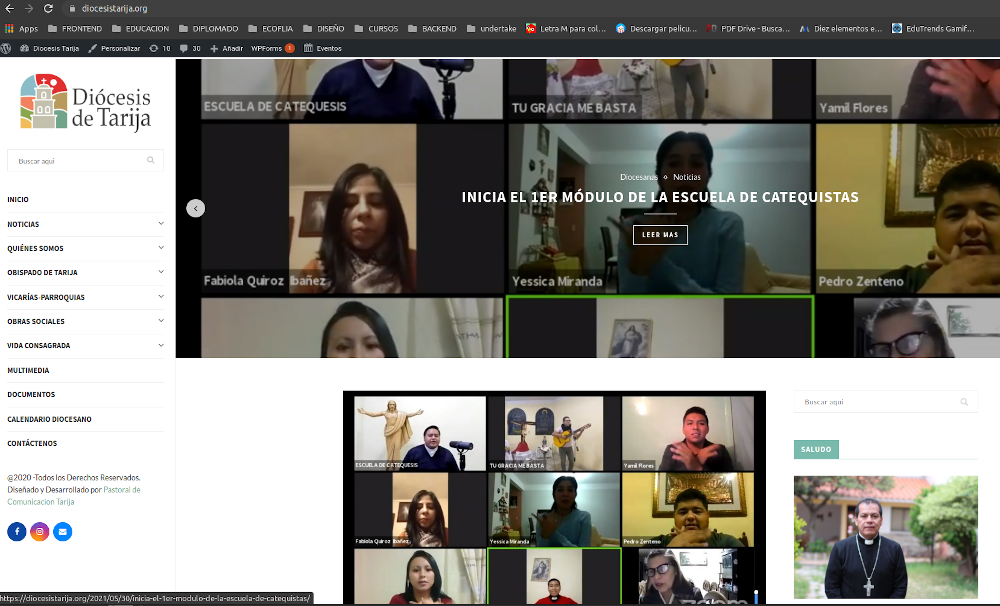 diocesistarija.org
Apps FRONTEND EDUCACION DIPLOMADO ECOFLIA DISEÑO CURSOS BACKEND undertake Letra M para col... Descargar pelicu... PDF Drive - Busca... Diez elementos e... EduTrends Gamif...
Diocesis Tarija Personalizar 10 30 Añadir WPForms 1 Eventos
Diócesis
de Tarija
Buscar aquí
INICIO
NOTICIAS
QUIÉNES SOMOS
OBISPADO DE TARIJA
VICARÍAS-PARROQUIAS
OBRAS SOCIALES
VIDA CONSAGRADA
MULTIMEDIA
DOCUMENTOS
CALENDARIO DIOCESANO
CONTÁCTENOS
@2020 -Todos los Derechos Reservados.
Diseñado y Desarrollado por Pastoral de
Comunicacion Tarija
https://diocesistarija.org/2021/05/30/inicia-el-1er-modulo-de-la-escuela-de-catequistas/
ESCUELA DE CATEQUESIS
TU GRACIA ME BASTA
Yamil Flores
Diocesanas Noticias
INICIA EL 1ER MÓDULO DE LA ESCUELA DE CATEQUISTAS
LEER MAS
Fabiola Quiroz Ibañez
Yessica Miranda
Pedro Zenteno
ESCUELA DE CATEQUESIS
TU GRACIA ME BASTA
Yamil Flores
Fabiola Quiroz Ibañez
Yessica Miranda
Pedro Zenteno
zoom
Buscar aquí
SALUDO